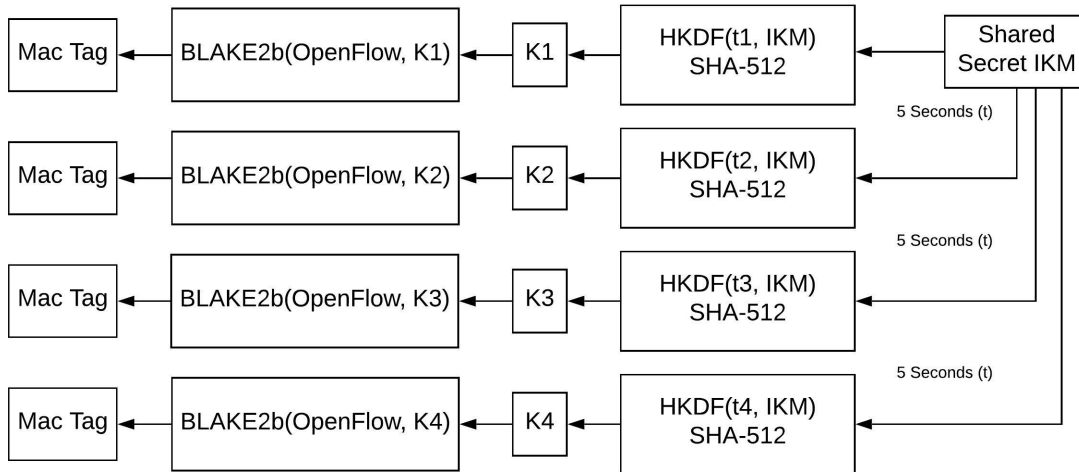 Mac Tag
BLAKE2b(OpenFlow, K1)
K1
HKDF(t1, IKM)
SHA-512
Shared
Secret IKM
5 Seconds (t)
Mac Tag
BLAKE2b(OpenFlow, K2)
K2
HKDF(t2, IKM)
SHA-512
5 Seconds (t)
Mac Tag
BLAKE2b(OpenFlow, K3)
K3
HKDF(t3, IKM)
SHA-512
5 Seconds (t)
Mac Tag
BLAKE2b(OpenFlow, K4)
K4
HKDF(t4, IKM)
SHA-512